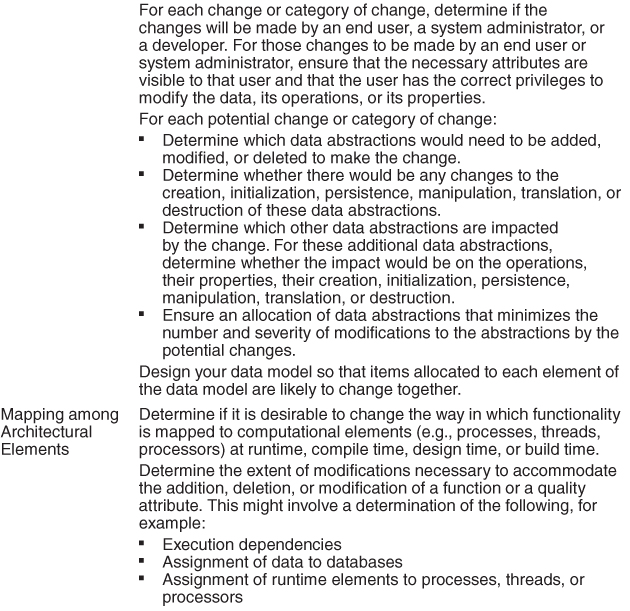 For each change or category of change, determine if the
changes will be made by an end user, a system administrator, or
a developer. For those changes to be made by an end user or
system administrator, ensure that the necessary attributes are
visible to that user and that the user has the correct privileges to
modify the data, its operations, or its properties.
For each potential change or category of change:
▪ Determine which data abstractions would need to be added,
modified, or deleted to make the change.
▪ Determine whether there would be any changes to the
creation, initialization, persistence, manipulation, translation, or
destruction of these data abstractions.
▪ Determine which other data abstractions are impacted
by the change. For these additional data abstractions,
determine whether the impact would be on the operations,
their properties, their creation, initialization, persistence,
manipulation, translation, or destruction.
▪ Ensure an allocation of data abstractions that minimizes the
number and severity of modifications to the abstractions by the
potential changes.
Design your data model so that items allocated to each element of
the data model are likely to change together.
Mapping among
Architectural
Elements
Determine if it is desirable to change the way in which functionality
is mapped to computational elements (e.g., processes, threads,
processors) at runtime, compile time, design time, or build time.
Determine the extent of modifications necessary to accommodate
the addition, deletion, or modification of a function or a quality
attribute. This might involve a determination of the following, for
example:
▪ Execution dependencies
▪ Assignment of data to databases
▪ Assignment of runtime elements to processes, threads, or
processors